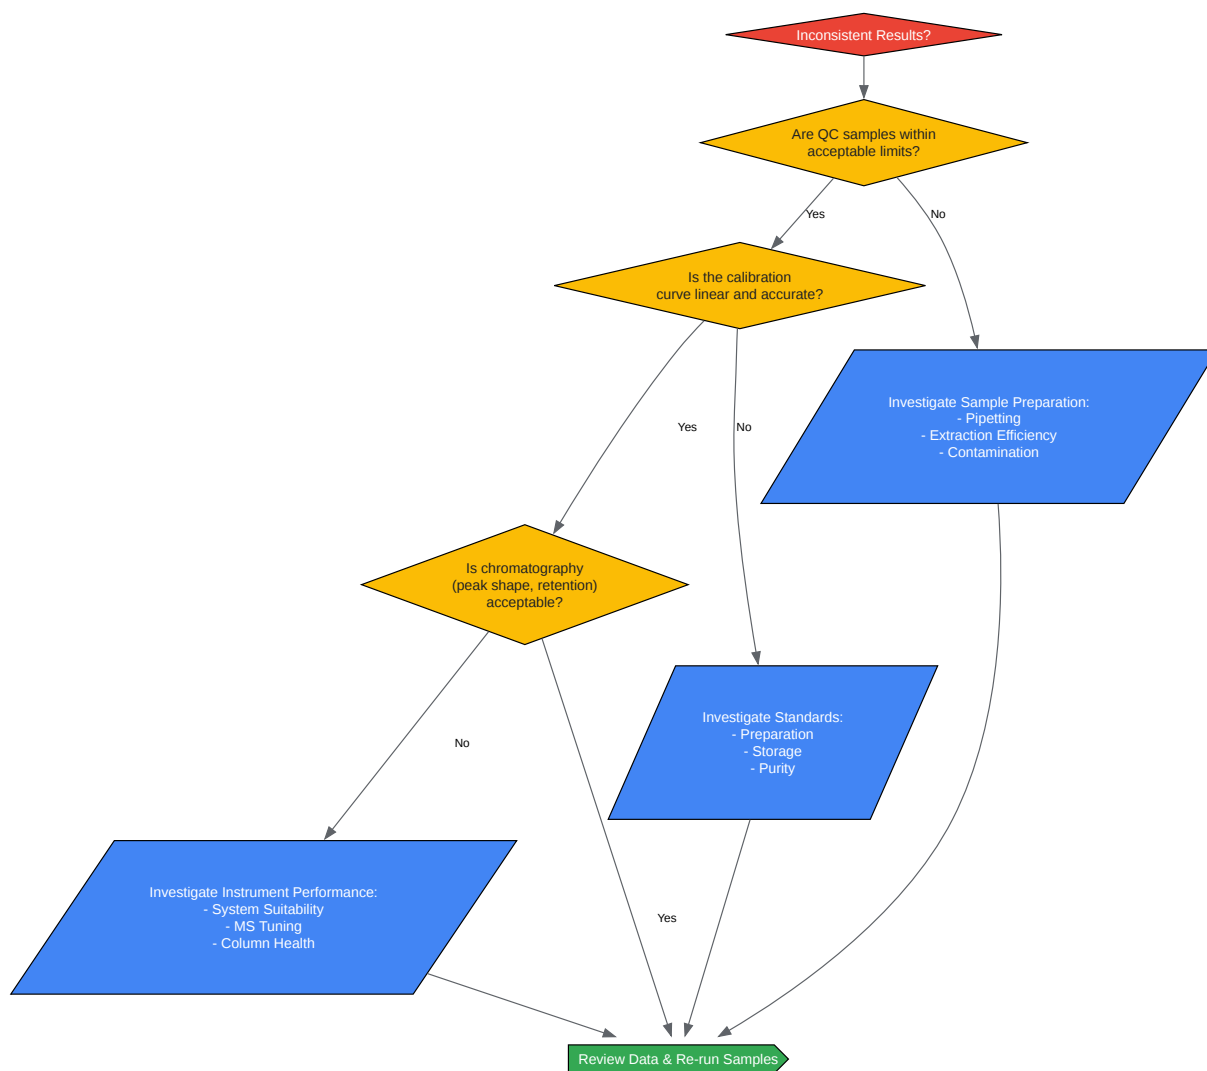 Inconsistent Results?
Are QC samples within
acceptable limits?
Yes
No
Is the calibration
curve linear and accurate?
Investigate Sample Preparation:
- Pipetting
- Extraction Efficiency
- Contamination
Yes
No
Is chromatography
(peak shape, retention)
acceptable?
Investigate Standards:
- Preparation
- Storage
- Purity
No
Investigate Instrument Performance:
- System Suitability
- MS Tuning
- Column Health
Yes
Review Data & Re-run Samples